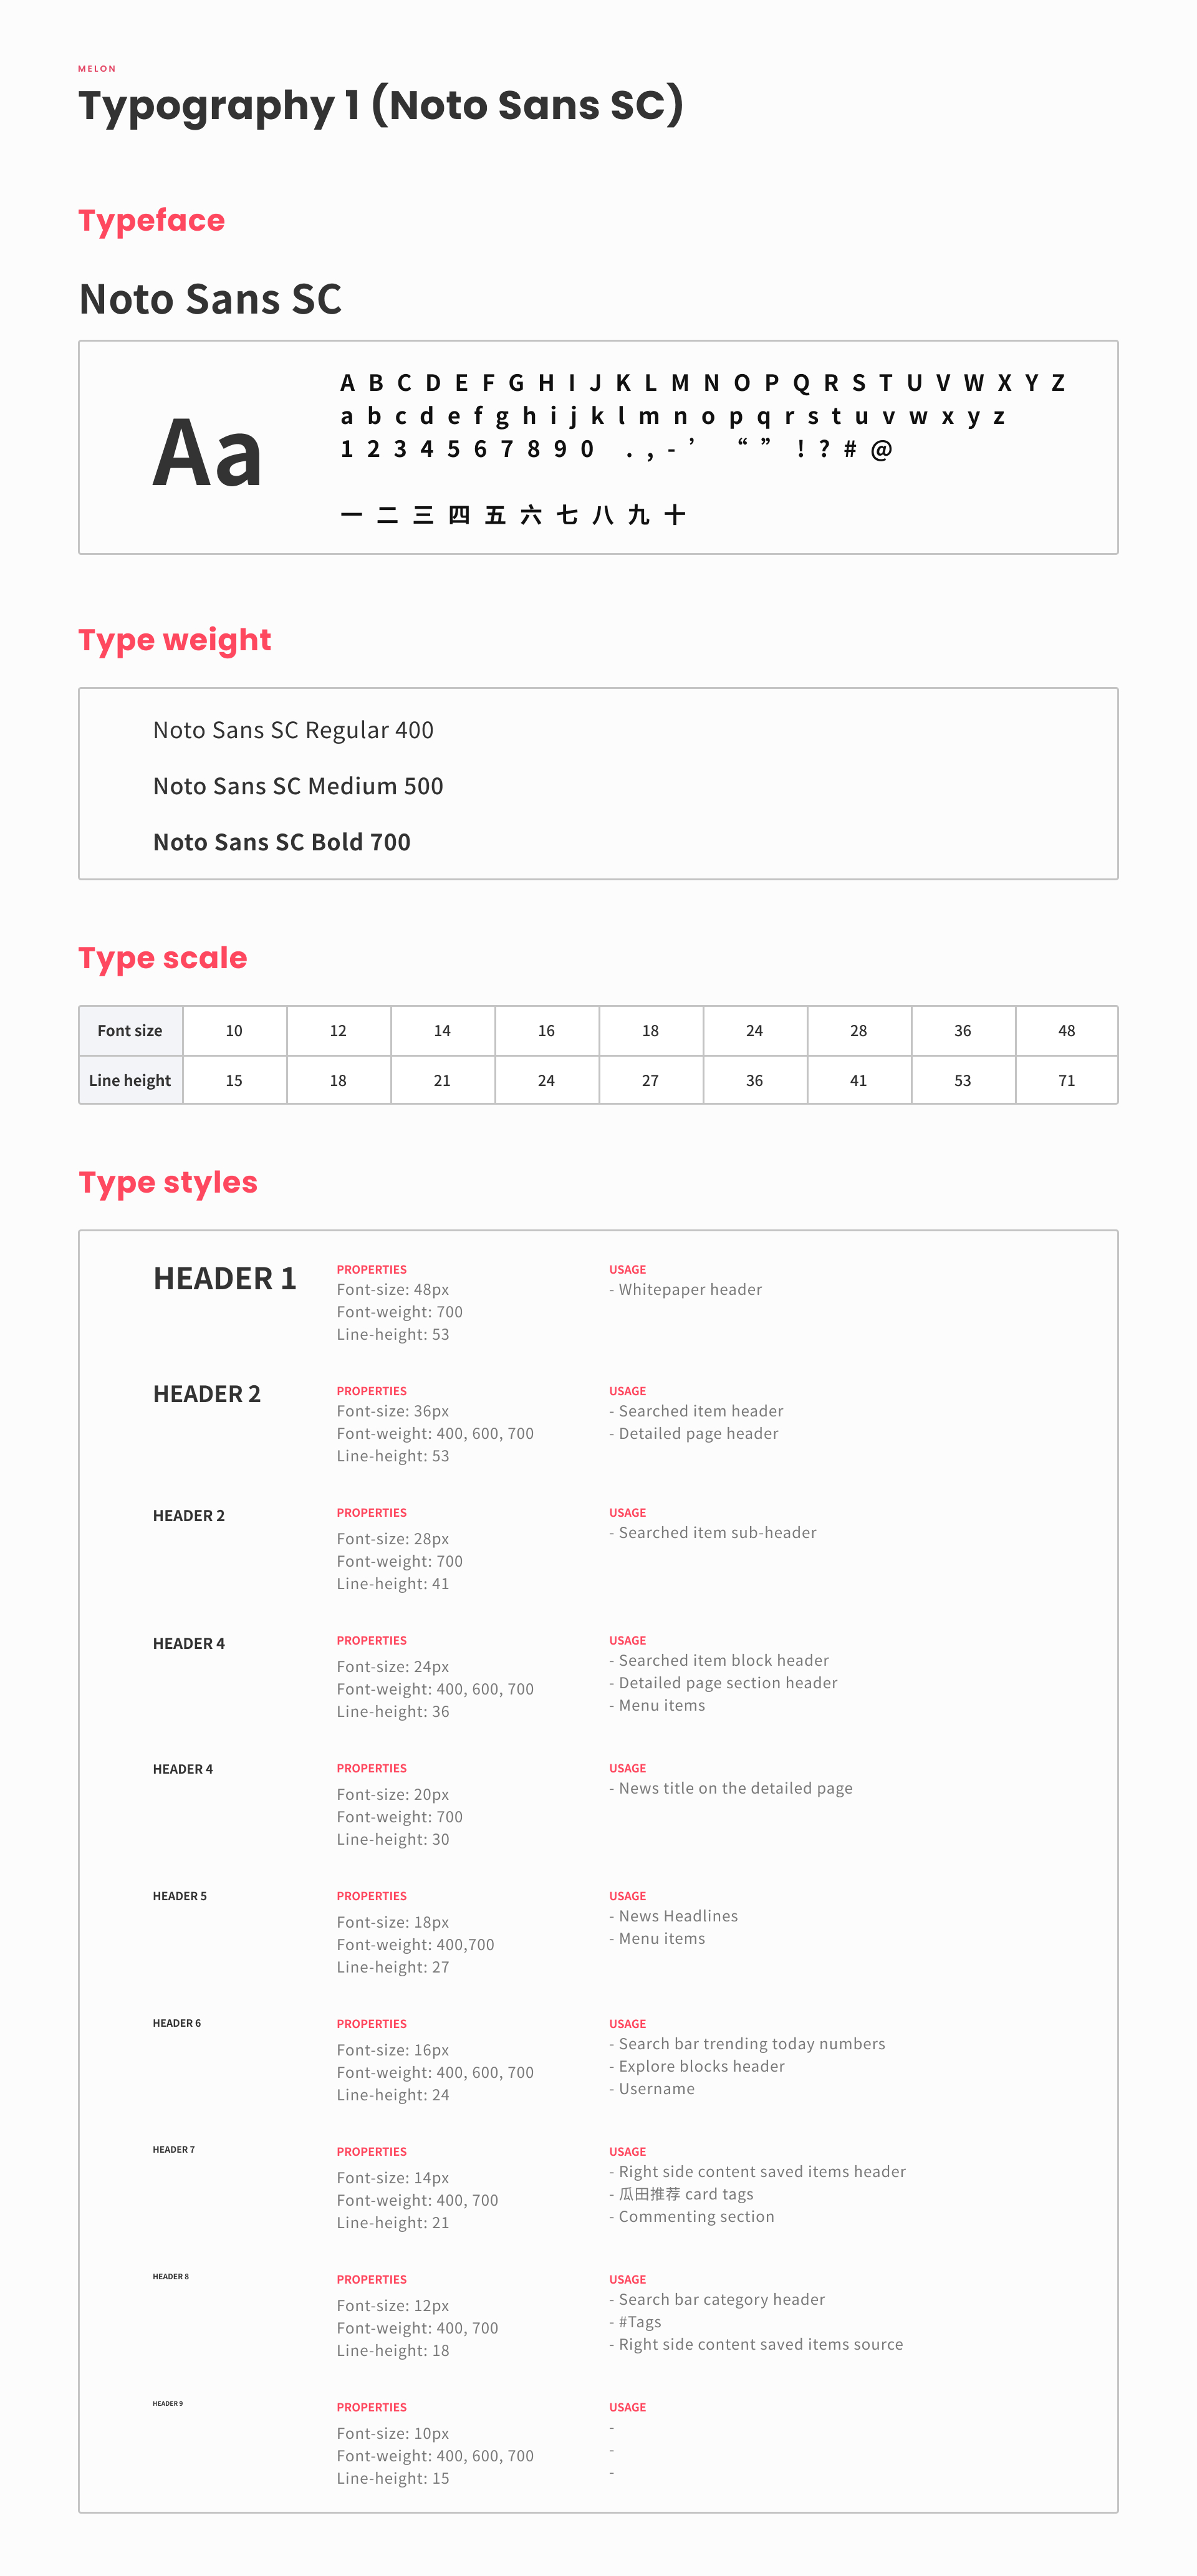 MELON
Typography 1 (Noto Sans SC)
Typeface
Noto Sans SC
Aa
A B C D E F G H I J K L M N O P Q R S T U V W X Y Z
a b c d e f g h i j k l m n o p q r s t u v w x y z
1 2 3 4 5 6 7 8 9 0 . , - ’ “ ” ! ? # @
一 二 三 四 五 六 七 八 九 十
Type weight
Noto Sans SC Regular 400
Noto Sans SC Medium 500
Noto Sans SC Bold 700
Type scale
Font size 10 12 14 16 18 24 28 36 48
Line height 15 18 21 24 27 36 41 53 71
Type styles
HEADER 1
PROPERTIES
Font-size: 48px
Font-weight: 700
Line-height: 53
USAGE
- Whitepaper header
HEADER 2
PROPERTIES
Font-size: 36px
Font-weight: 400, 600, 700
Line-height: 53
USAGE
- Searched item header
- Detailed page header
HEADER 2
PROPERTIES
Font-size: 28px
Font-weight: 700
Line-height: 41
USAGE
- Searched item sub-header
HEADER 4
PROPERTIES
Font-size: 24px
Font-weight: 400, 600, 700
Line-height: 36
USAGE
- Searched item block header
- Detailed page section header
- Menu items
HEADER 4
PROPERTIES
Font-size: 20px
Font-weight: 700
Line-height: 30
USAGE
- News title on the detailed page
HEADER 5
PROPERTIES
Font-size: 18px
Font-weight: 400,700
Line-height: 27
USAGE
- News Headlines
- Menu items
HEADER 6
PROPERTIES
Font-size: 16px
Font-weight: 400, 600, 700
Line-height: 24
USAGE
- Search bar trending today numbers
- Explore blocks header
- Username
HEADER 7
PROPERTIES
Font-size: 14px
Font-weight: 400, 700
Line-height: 21
USAGE
- Right side content saved items header
- 瓜田推荐 card tags
- Commenting section
HEADER 8
PROPERTIES
Font-size: 12px
Font-weight: 400, 700
Line-height: 18
USAGE
- Search bar category header
- #Tags
- Right side content saved items source
HEADER 9
PROPERTIES
Font-size: 10px
Font-weight: 400, 600, 700
Line-height: 15
USAGE
-
-
-